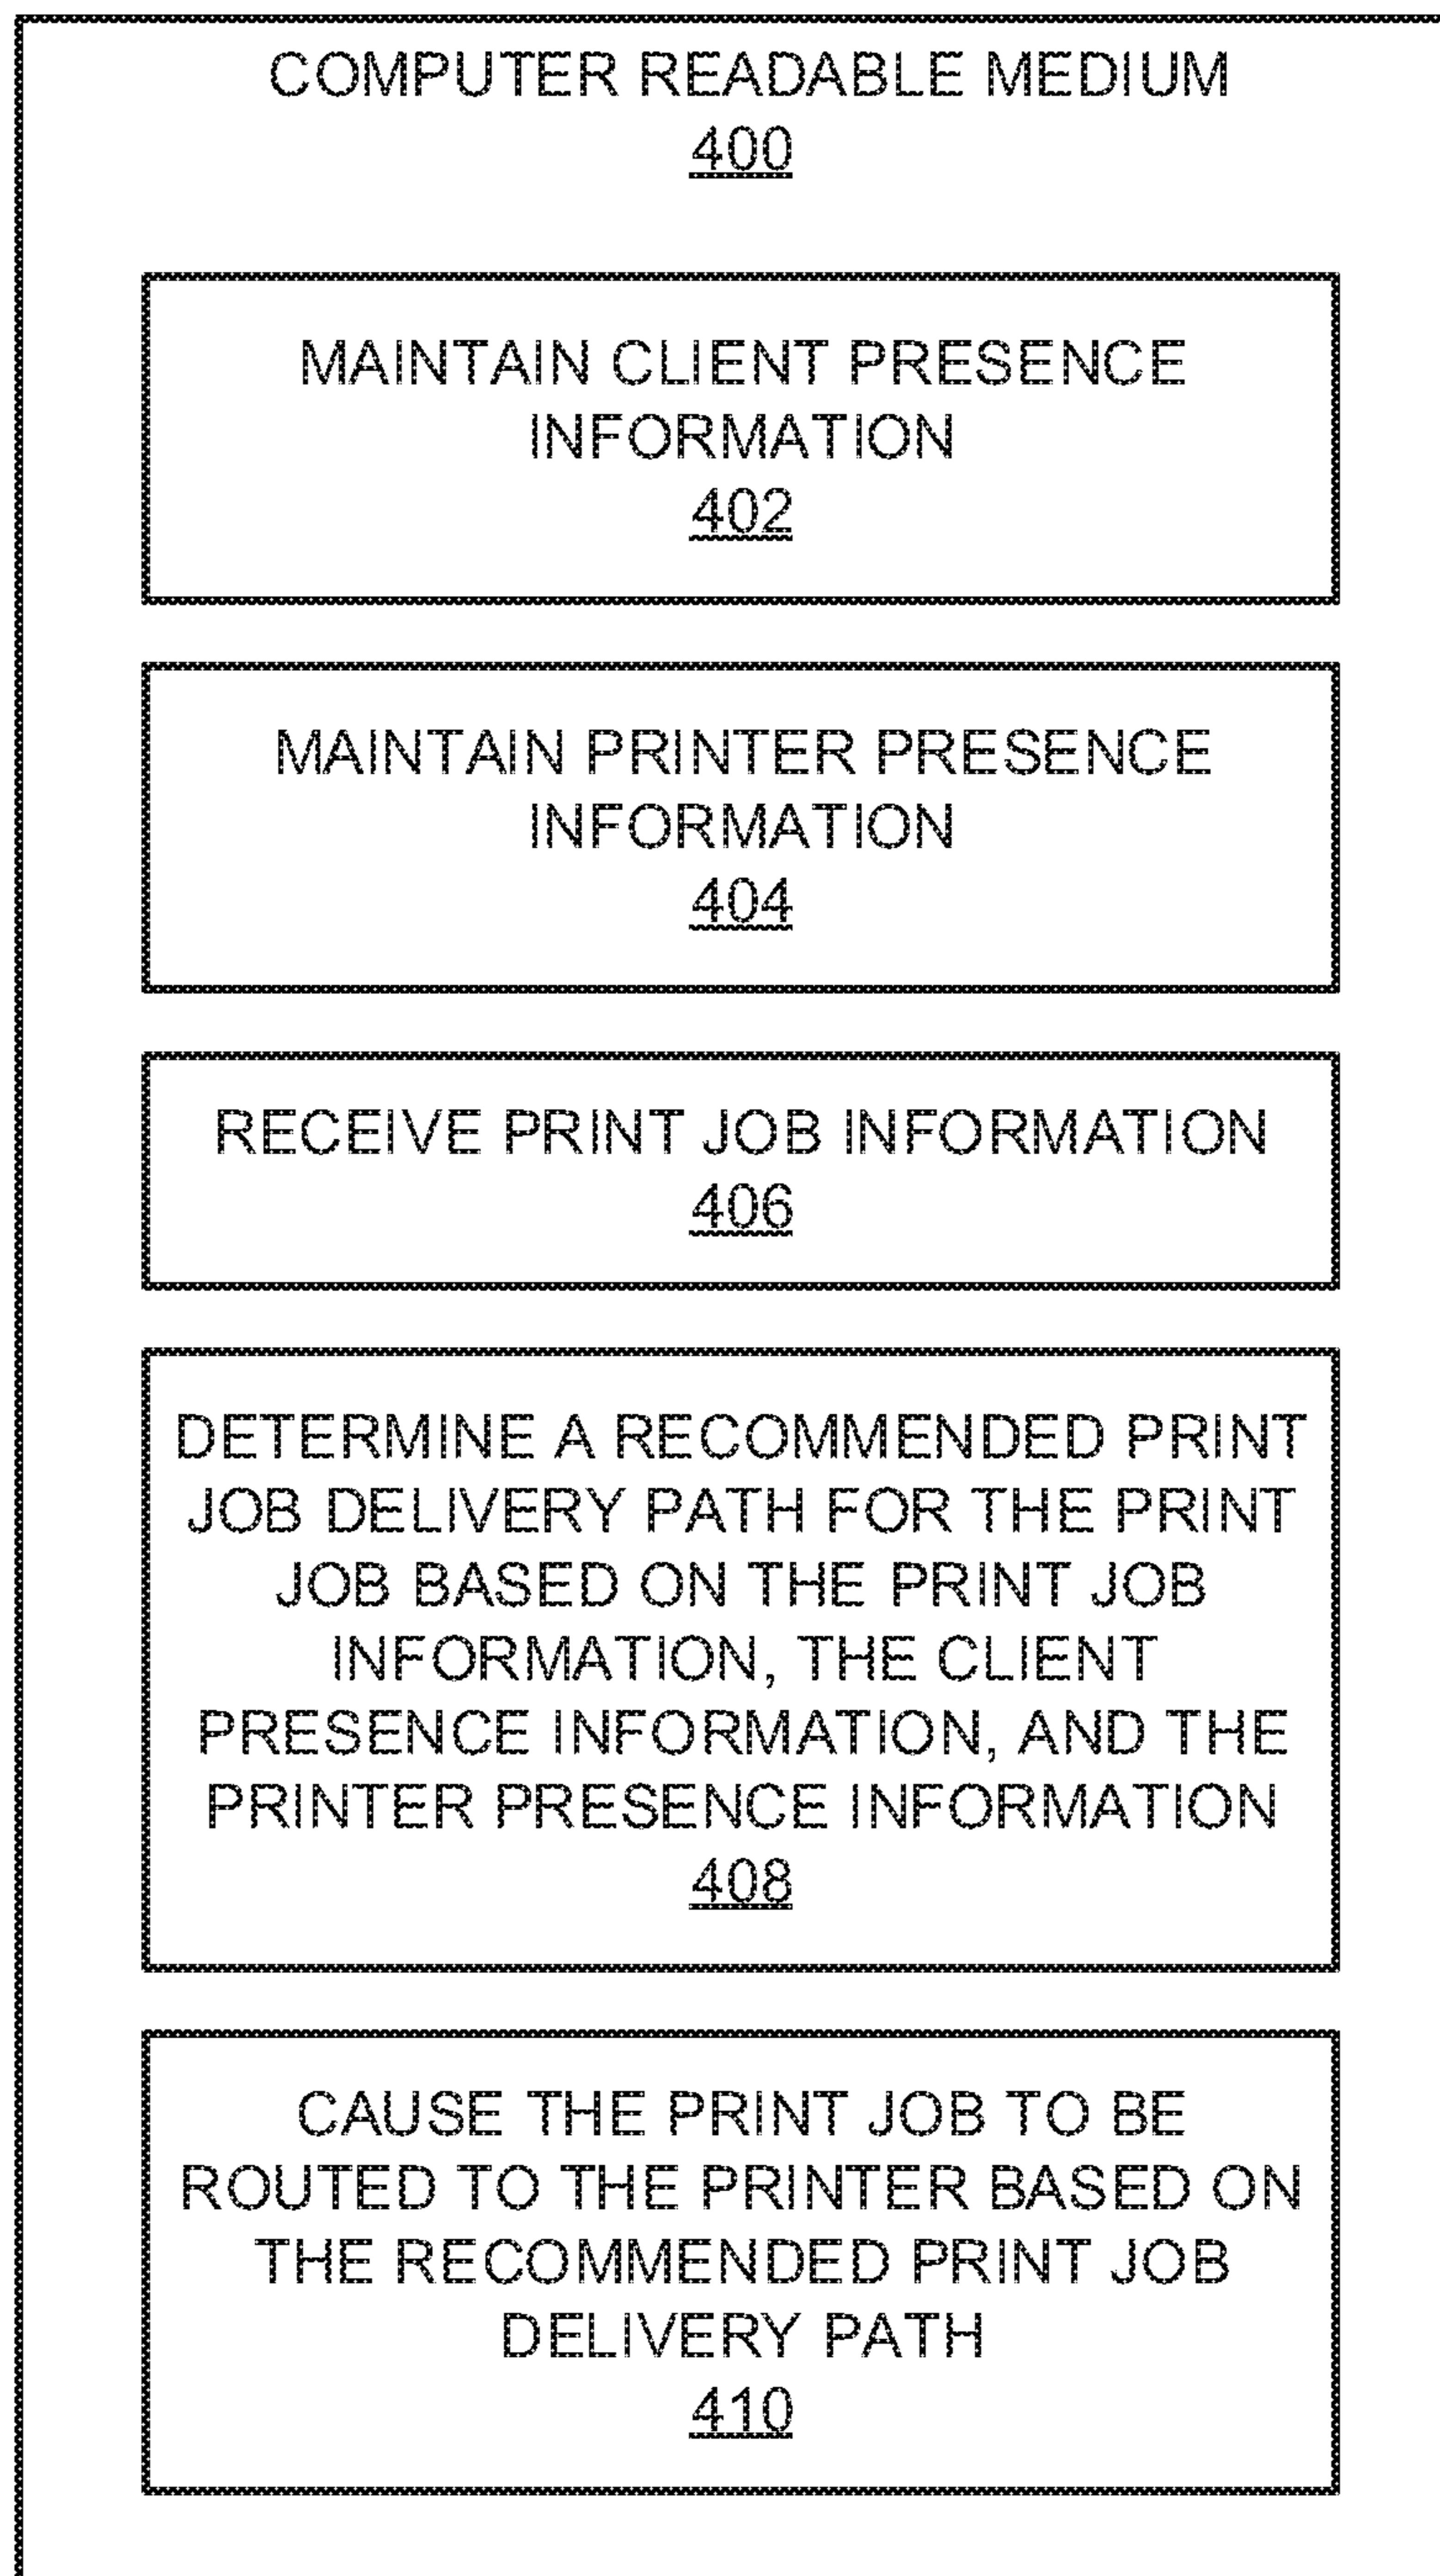 COMPUTER READABLE MEDIUM
400
MAINTAIN CLIENT PRESENCE
INFORMATION
402
MAINTAIN PRINTER PRESENCE
INFORMATION
404
RECEIVE PRINT JOB INFORMATION
406
DETERMINE A RECOMMENDED PRINT
JOB DELIVERY PATH FOR THE PRINT
JOB BASED ON THE PRINT JOB
INFORMATION, THE CLIENT
PRESENCE INFORMATION, AND THE
PRINTER PRESENCE INFORMATION
408
CAUSE THE PRINT JOB TO BE
ROUTED TO THE PRINTER BASED ON
THE RECOMMENDED PRINT JOB
DELIVERY PATH
410